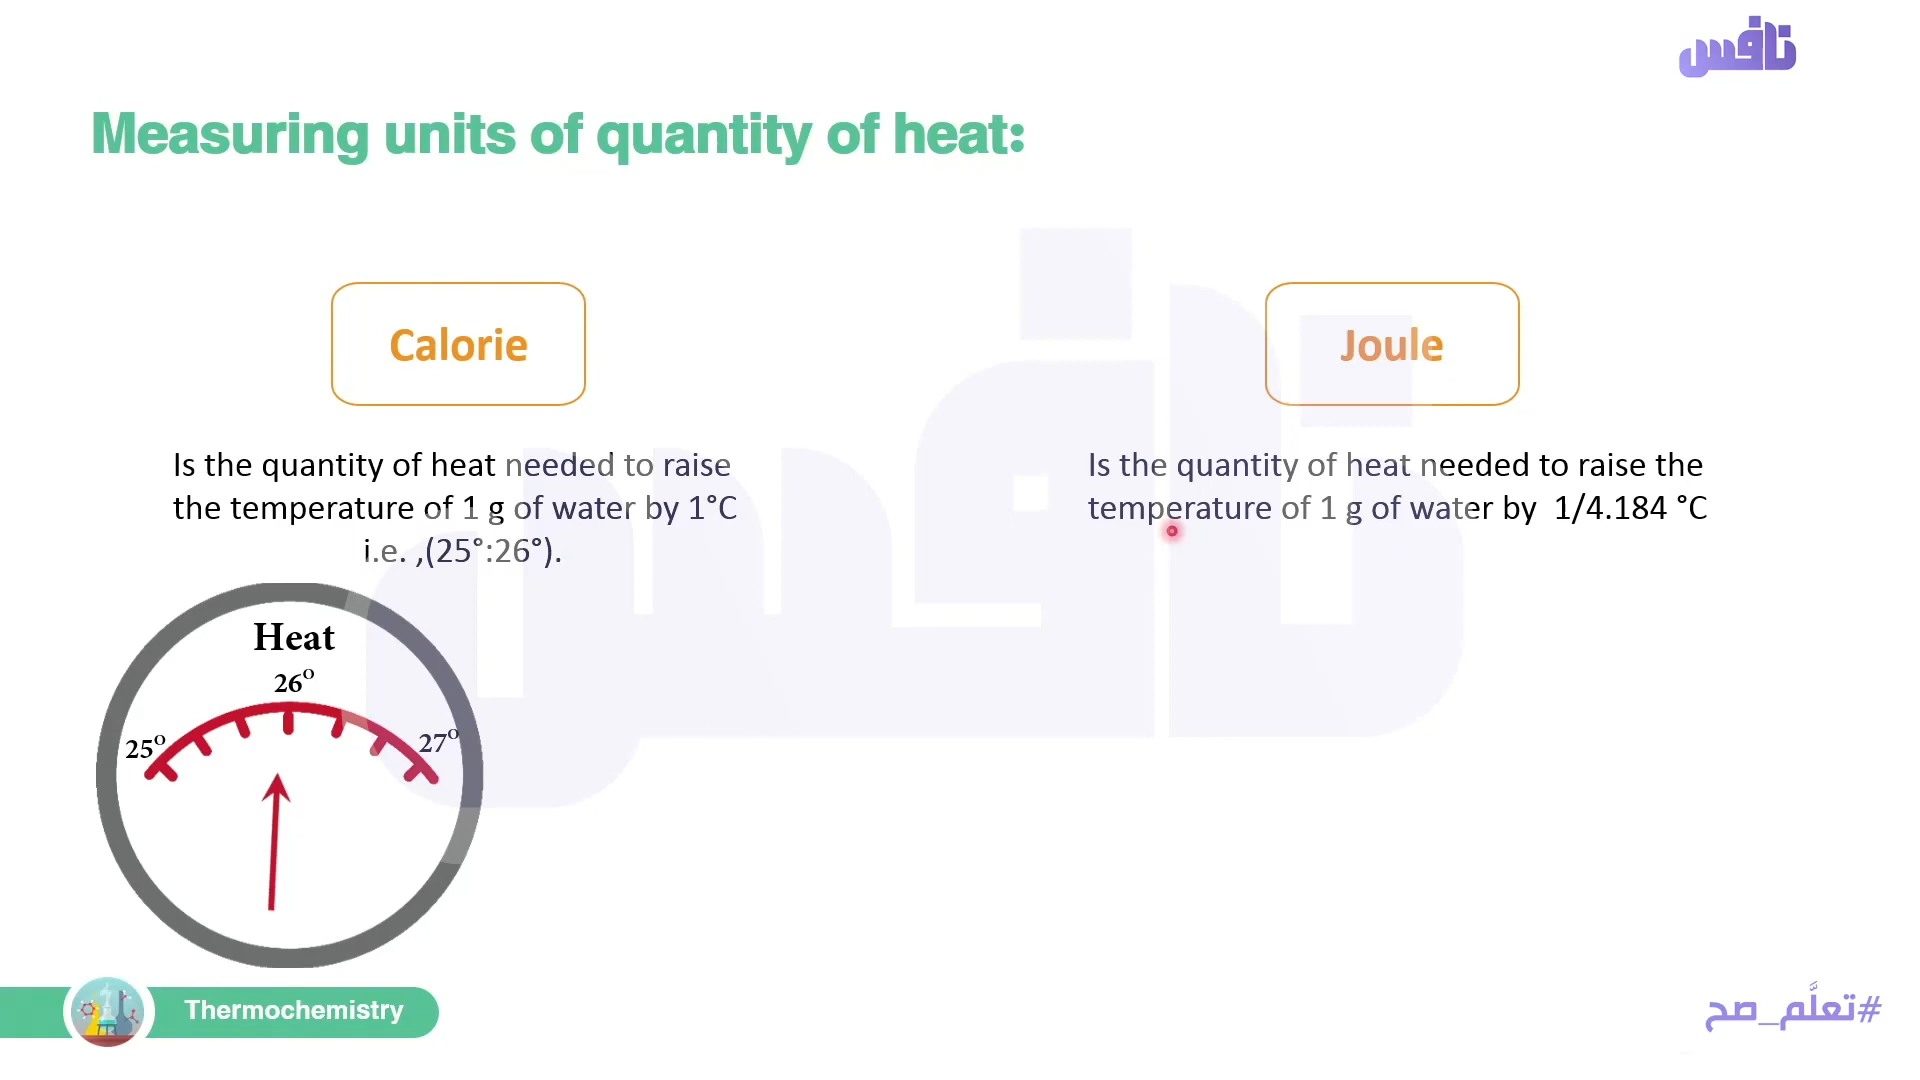 نافس
Measuring units of quantity of heat:
Calorie
Is the quantity of heat needed to raise
the temperature of 1 g of water by 1°C
i.e. ,(25°:26°).
Joule
Is the quantity of heat needed to raise the
temperature of 1 g of water by 1/4.184 °C
Heat
26°
25°
27°
Thermochemistry
#تعلَّم_صح